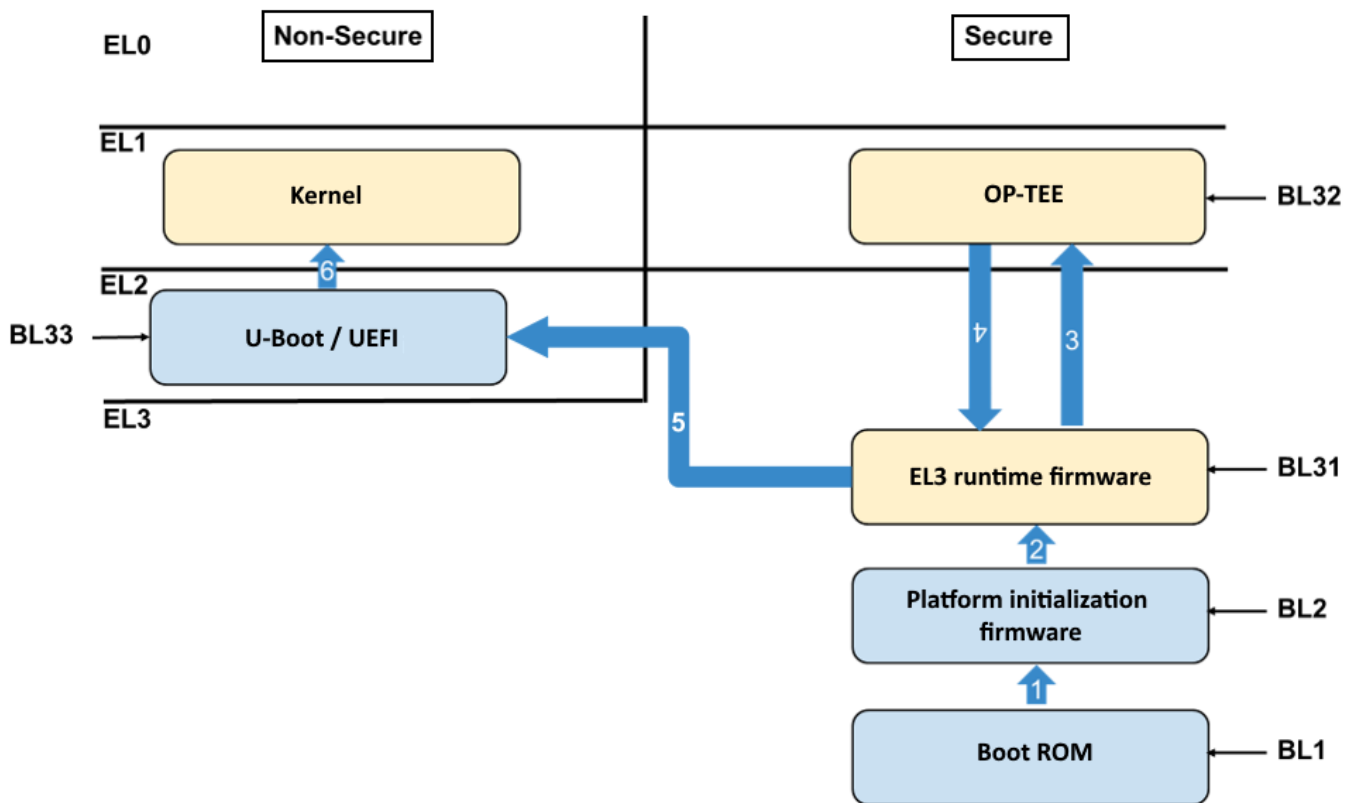 EL0
Non-Secure
Secure
EL1
Kernel
OP-TEE
BL32
6
EL2
BL33
U-Boot / UEFI
4
3
EL3
5
EL3 runtime firmware
BL31
2
Platform initialization
firmware
BL2
1
Boot ROM
BL1